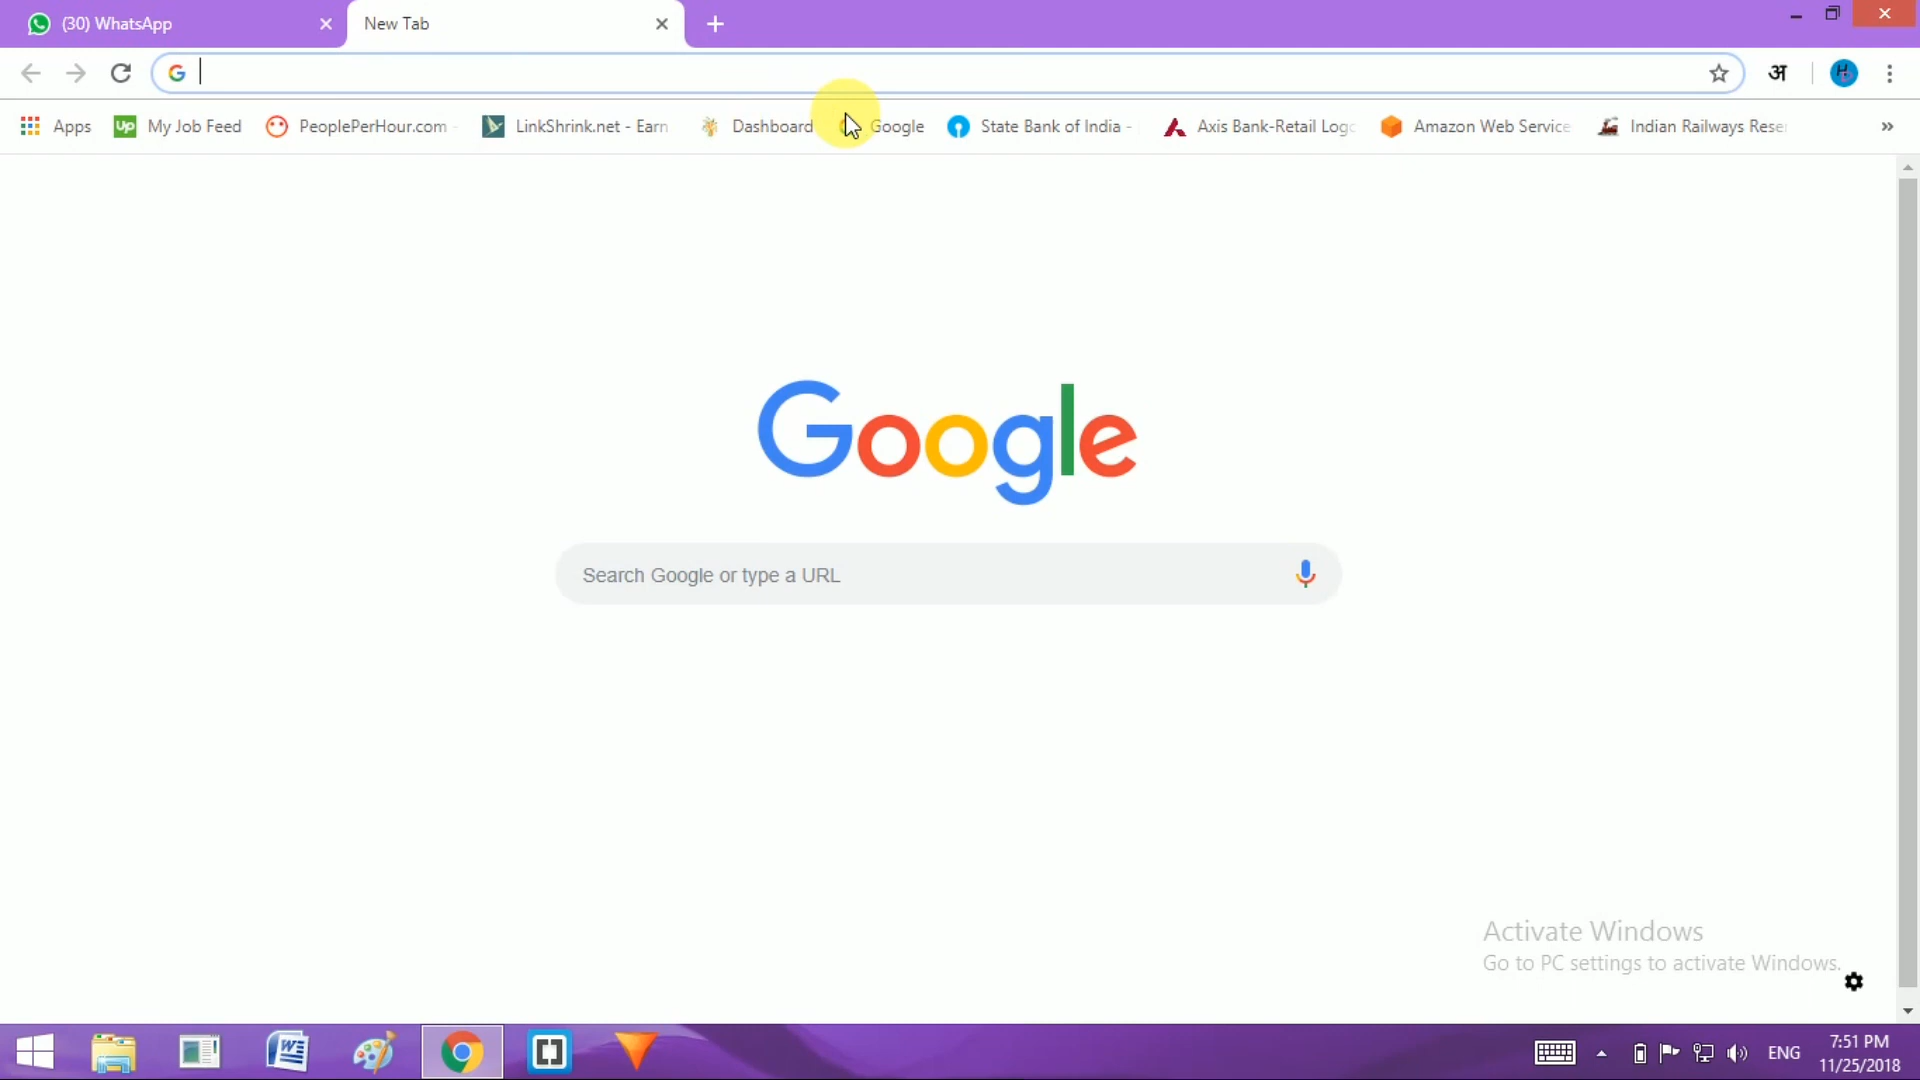 (30) WhatsApp
New Tab
अ
Apps
My Job Feed
PeoplePerHour.com -
LinkShrink.net - Earn
Dashboard
Google
State Bank of India -
Axis Bank-Retail Logo
Amazon Web Service
Indian Railways Rese
Google
Search Google or type a URL
Activate Windows
Go to PC settings to activate Windows.
ENG
7:51 PM
11/25/2018